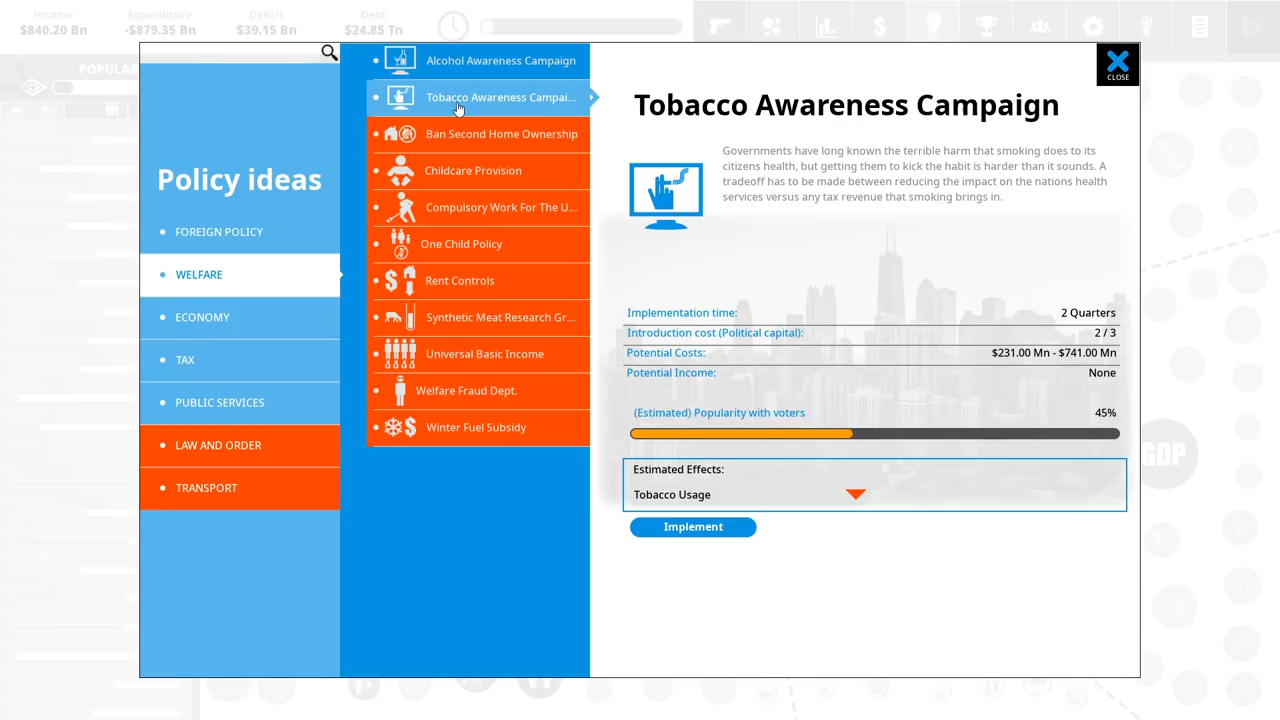 Income
Expenditure
Deficit
Debt
$840.20 Bn
-$879.35 Bn
$39.15 Bn
$24.85 Tn
POPULAR
CLOSE
Policy ideas
FOREIGN POLICY
WELFARE
ECONOMY
TAX
PUBLIC SERVICES
LAW AND ORDER
TRANSPORT
Alcohol Awareness Campaign
Tobacco Awareness Campai...
Ban Second Home Ownership
Childcare Provision
Compulsory Work For The U...
One Child Policy
Rent Controls
Synthetic Meat Research Gr...
Universal Basic Income
Welfare Fraud Dept.
Winter Fuel Subsidy
Tobacco Awareness Campaign
Governments have long known the terrible harm that smoking does to its
citizens health, but getting them to kick the habit is harder than it sounds. A
tradeoff has to be made between reducing the impact on the nations health
services versus any tax revenue that smoking brings in.
Implementation time: 2 Quarters
Introduction cost (Political capital): 2 / 3
Potential Costs: $231.00 Mn - $741.00 Mn
Potential Income: None
(Estimated) Popularity with voters 45%
Estimated Effects:
Tobacco Usage
Implement
GDP